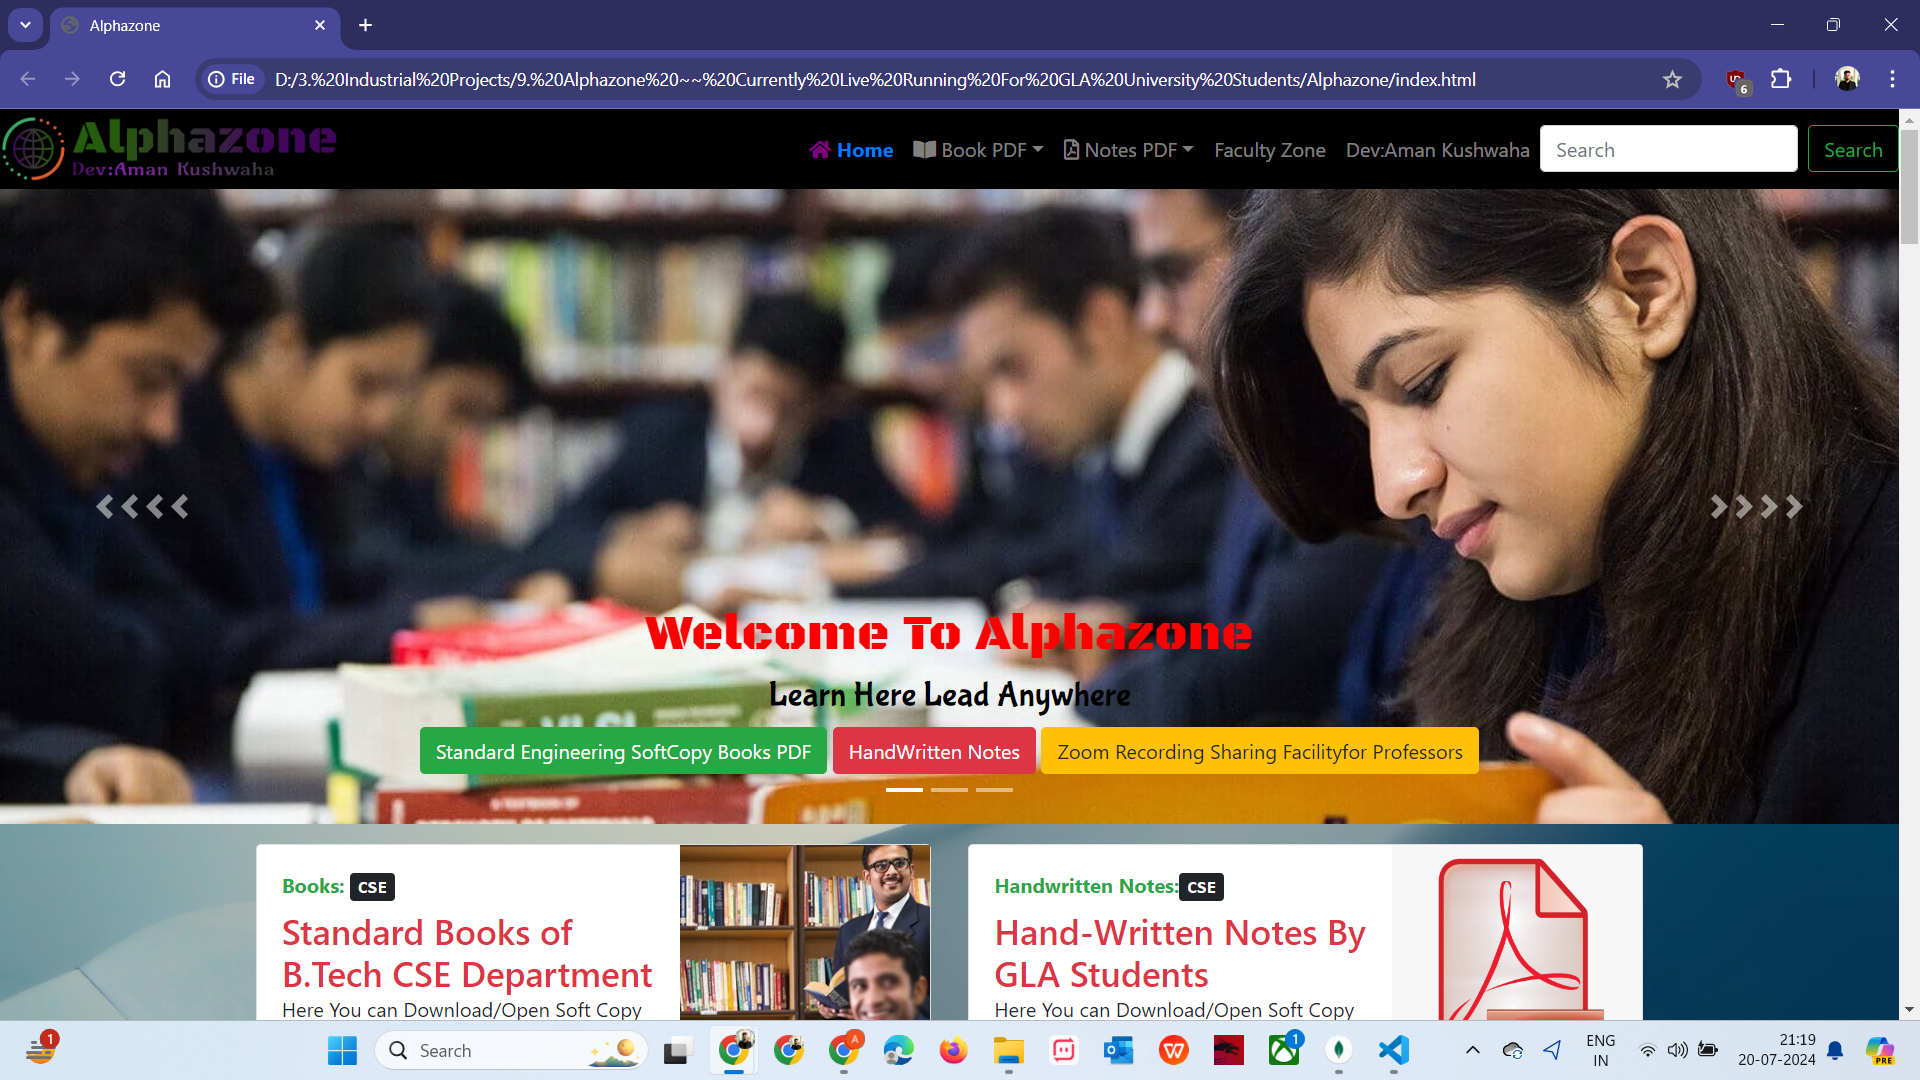 Alphazone
File D:/3.%20Industrial%20Projects/9.%20Alphazone%20~~%20Currently%20Live%20Running%20For%20GLA%20University%20Students/Alphazone/index.html
6
Alphazone
Dev:Aman Kushwaha
Home Book PDF Notes PDF Faculty Zone Dev:Aman Kushwaha Search Search
Welcome To Alphazone
Learn Here Lead Anywhere
Standard Engineering SoftCopy Books PDF HandWritten Notes Zoom Recording Sharing Facilityfor Professors
Books: CSE
Standard Books of
B.Tech CSE Department
Here You can Download/Open Soft Copy
Handwritten Notes:CSE
Hand-Written Notes By
GLA Students
Here You can Download/Open Soft Copy
1
Search
A
1
ENG
IN
21:19
20-07-2024
PRE